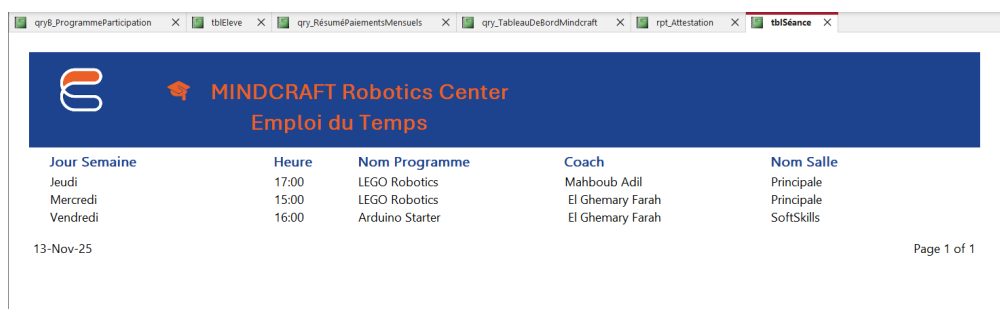 qryB_ProgrammeParticipation tblEleve qry_RésuméPaiementsMensuels qry_TableauDeBordMindcraft rpt_Attestation tblSéance
MINDCRAFT Robotics Center
Emploi du Temps
Jour Semaine Heure Nom Programme Coach Nom Salle
Jeudi 17:00 LEGO Robotics Mahboub Adil Principale
Mercredi 15:00 LEGO Robotics El Ghemary Farah Principale
Vendredi 16:00 Arduino Starter El Ghemary Farah SoftSkills
13-Nov-25 Page 1 of 1